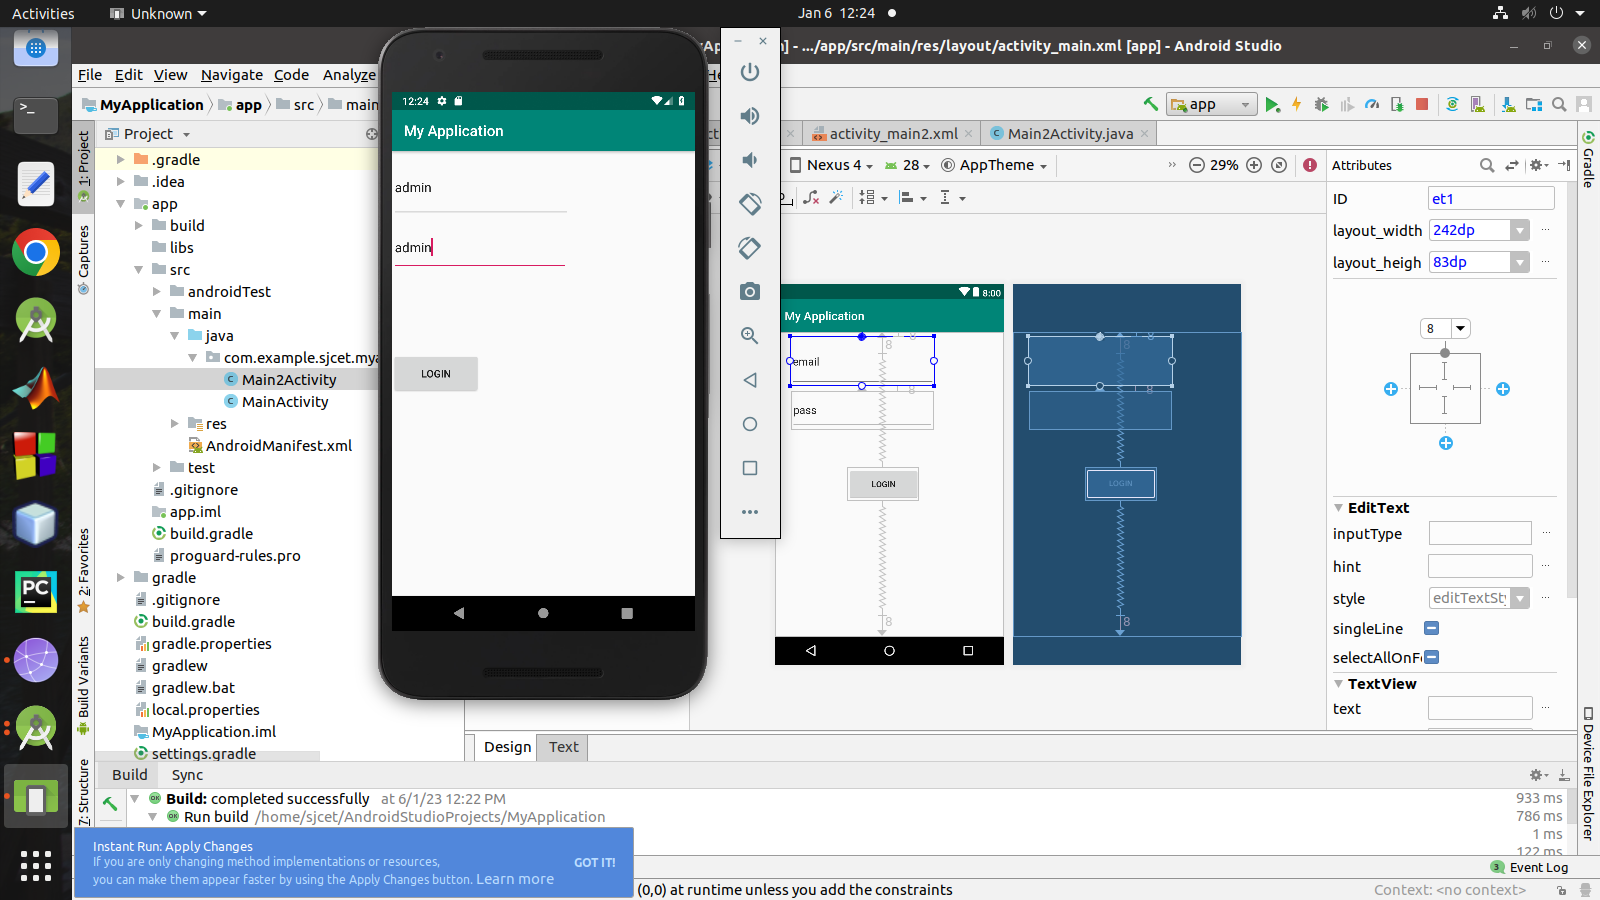 Activities
Unknown
Jan 6 12:24
] - .../app/src/main/res/layout/activity_main.xml [app] - Android Studio
File Edit View Navigate Code Analyze
MyApplication app src main
app
1: Project
Captures
2: Favorites
Build Variants
7: Structure
Project
.gradle
.idea
app
build
libs
src
androidTest
main
java
com.example.sjcet.mya
Main2Activity
MainActivity
res
AndroidManifest.xml
test
.gitignore
app.iml
build.gradle
proguard-rules.pro
gradle
.gitignore
build.gradle
gradle.properties
gradlew
gradlew.bat
local.properties
MyApplication.iml
settings.gradle
12:24
My Application
admin
admin
LOGIN
activity_main2.xml
Main2Activity.java
Nexus 4
28
AppTheme
29%
8:00
My Application
email
pass
LOGIN
8
8
8
LOGIN
8
8
8
Attributes
ID et1
layout_width 242dp
layout_heigh 83dp
8
EditText
inputType
hint
style editTextSty
singleLine
selectAllOnFo
TextView
text
Gradle
Device File Explorer
Design Text
Build Sync
Build: completed successfully at 6/1/23 12:22 PM
933 ms
Run build /home/sjcet/AndroidStudioProjects/MyApplication
786 ms
1 ms
122 ms
Instant Run: Apply Changes
If you are only changing method implementations or resources,
you can make them appear faster by using the Apply Changes button. Learn more
GOT IT!
3 Event Log
(0,0) at runtime unless you add the constraints
Context: <no context>